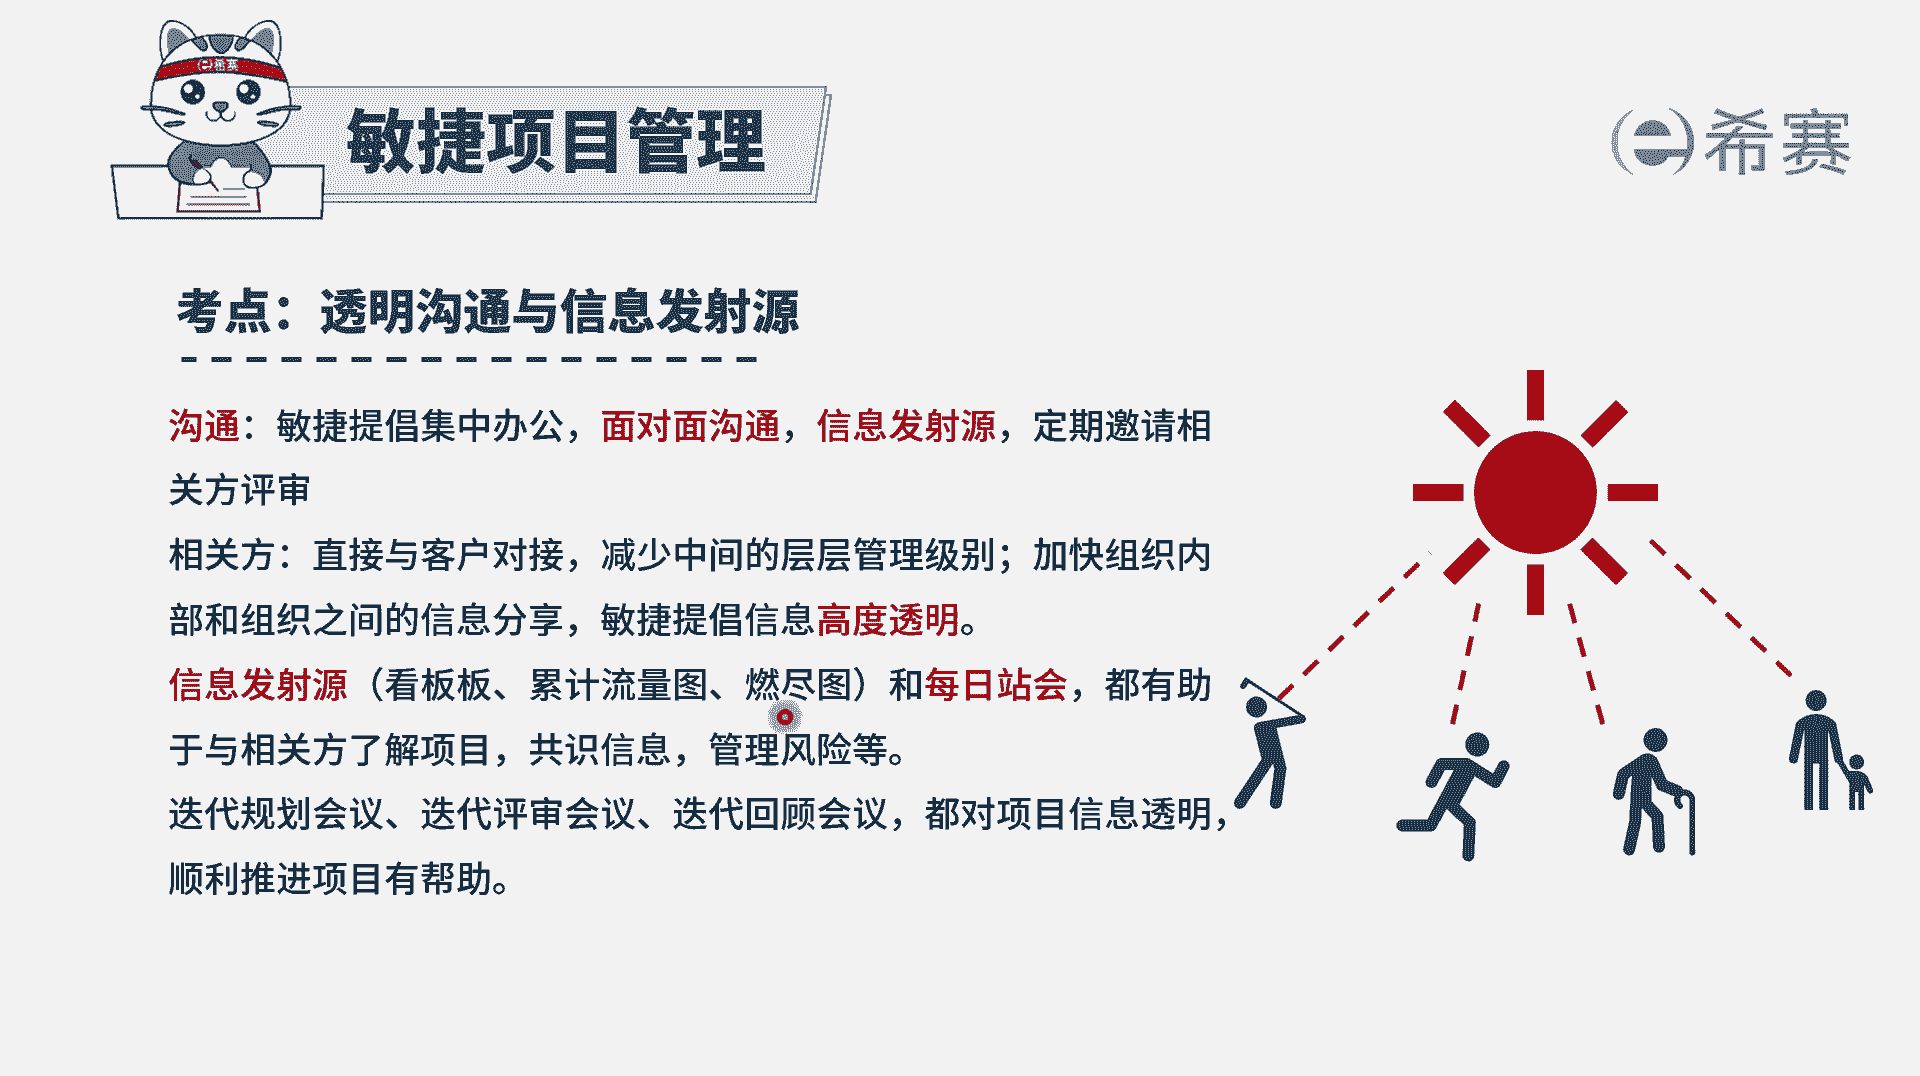 e希赛
敏捷项目管理
e希赛
考点：透明沟通与信息发射源
沟通：敏捷提倡集中办公，面对面沟通，信息发射源，定期邀请相
关方评审
相关方：直接与客户对接，减少中间的层层管理级别；加快组织内
部和组织之间的信息分享，敏捷提倡信息高度透明。
信息发射源（看板板、累计流量图、燃尽图）和每日站会，都有助
于与相关方了解项目，共识信息，管理风险等。
迭代规划会议、迭代评审会议、迭代回顾会议，都对项目信息透明，
顺利推进项目有帮助。